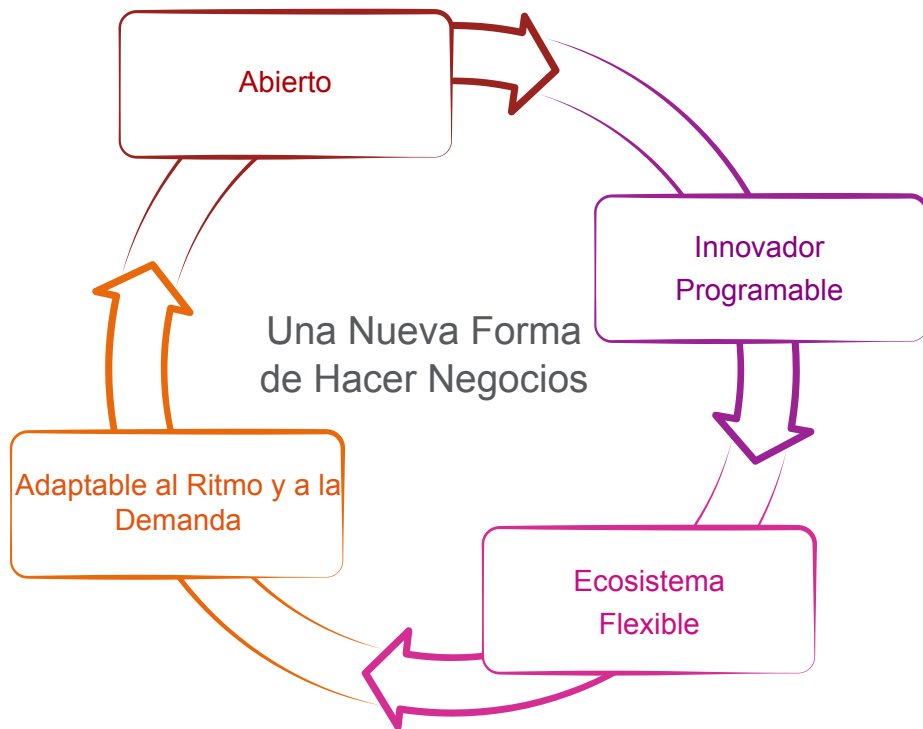 Abierto
Innovador
Programable
Una Nueva Forma
de Hacer Negocios
Adaptable al Ritmo y a la
Demanda
Ecosistema
Flexible